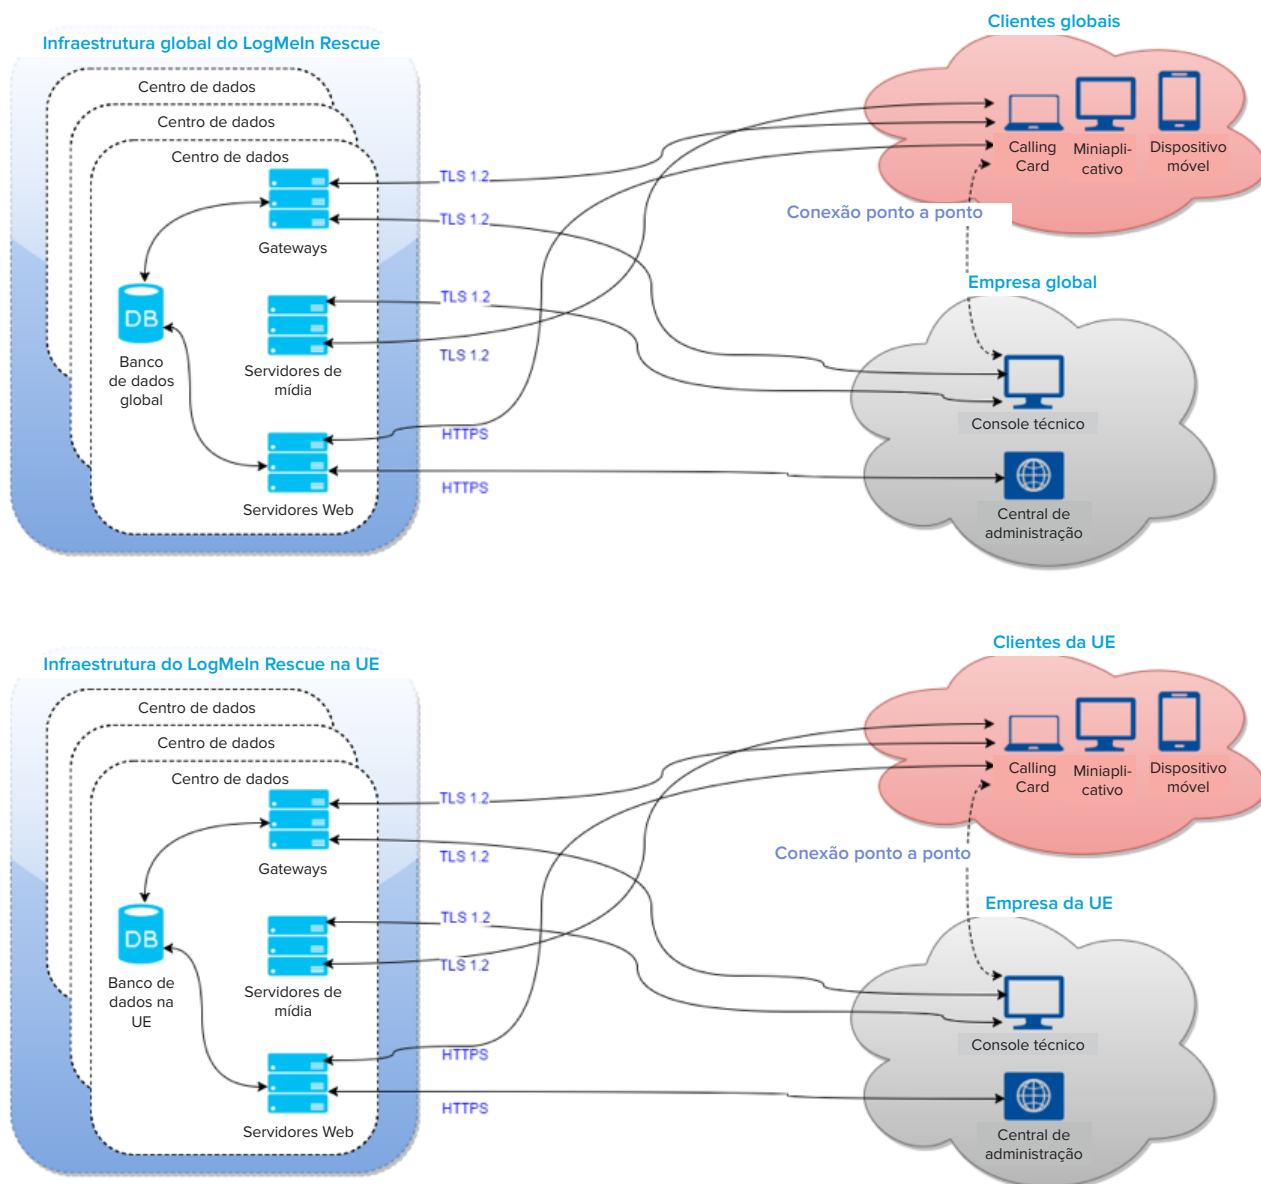 Infraestrutura global do LogMeIn Rescue
Centro de dados
Centro de dados
Centro de dados
Gateways
DB
Banco
de dados
global
Servidores de
mídia
Servidores Web
TLS 1.2
TLS 1.2
TLS 1.2
TLS 1.2
HTTPS
HTTPS
Clientes globais
Calling
Card
Miniapli-
cativo
Dispositivo
móvel
Conexão ponto a ponto
Empresa global
Console técnico
Central de
administração
Infraestrutura do LogMeIn Rescue na UE
Centro de dados
Centro de dados
Centro de dados
Gateways
DB
Banco de
dados na
UE
Servidores de
mídia
Servidores Web
TLS 1.2
TLS 1.2
TLS 1.2
TLS 1.2
HTTPS
HTTPS
Clientes da UE
Calling
Card
Miniapli-
cativo
Dispositivo
móvel
Conexão ponto a ponto
Empresa da UE
Console técnico
Central de
administração